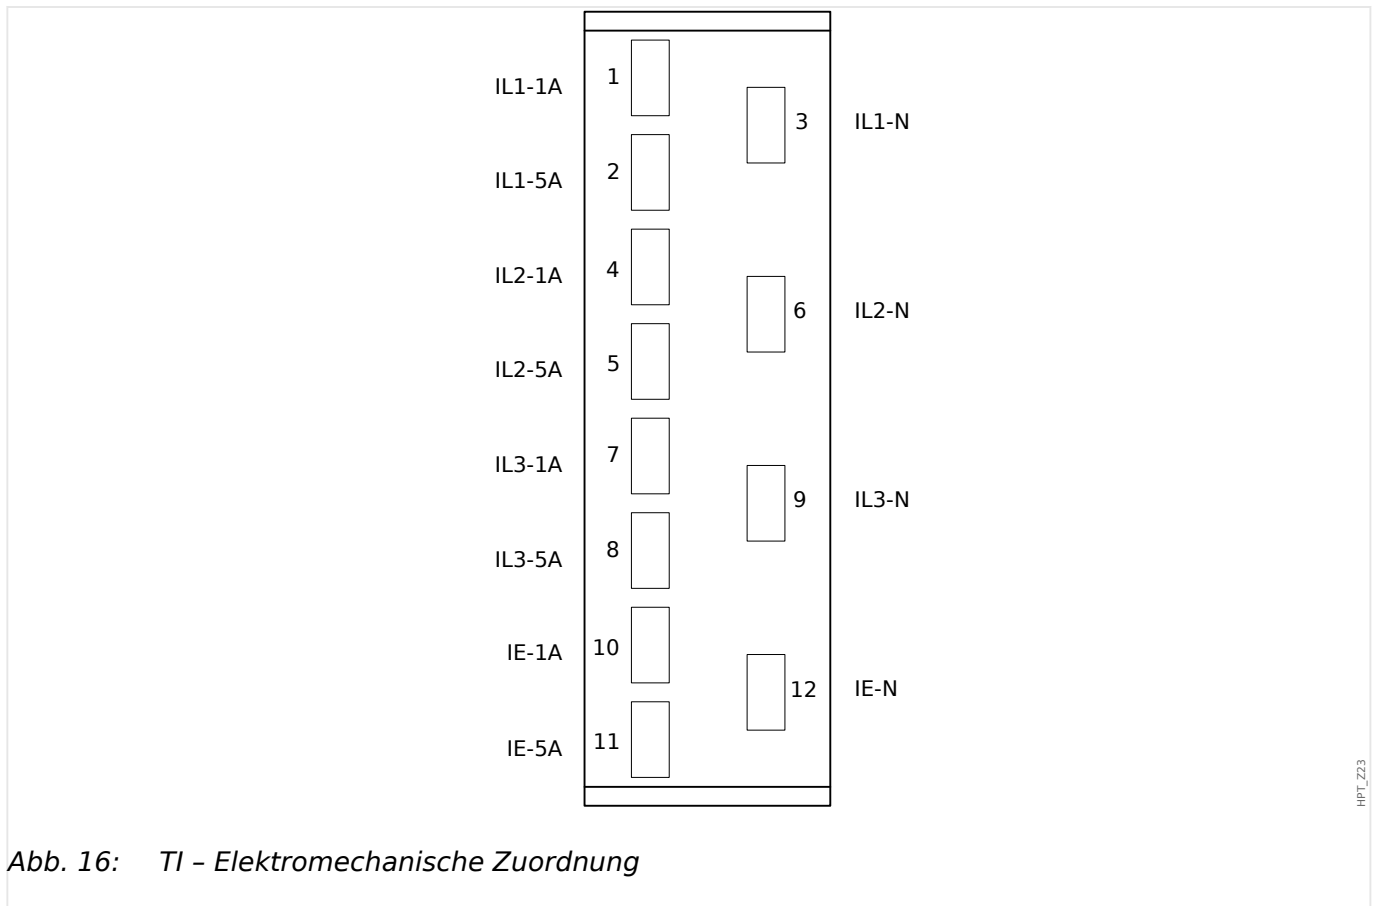 IL1-1A 1
3 IL1-N
IL1-5A 2
IL2-1A 4
6 IL2-N
IL2-5A 5
IL3-1A 7
9 IL3-N
IL3-5A 8
IE-1A 10
12 IE-N
IE-5A 11
HPT_Z23
Abb. 16: TI – Elektromechanische Zuordnung